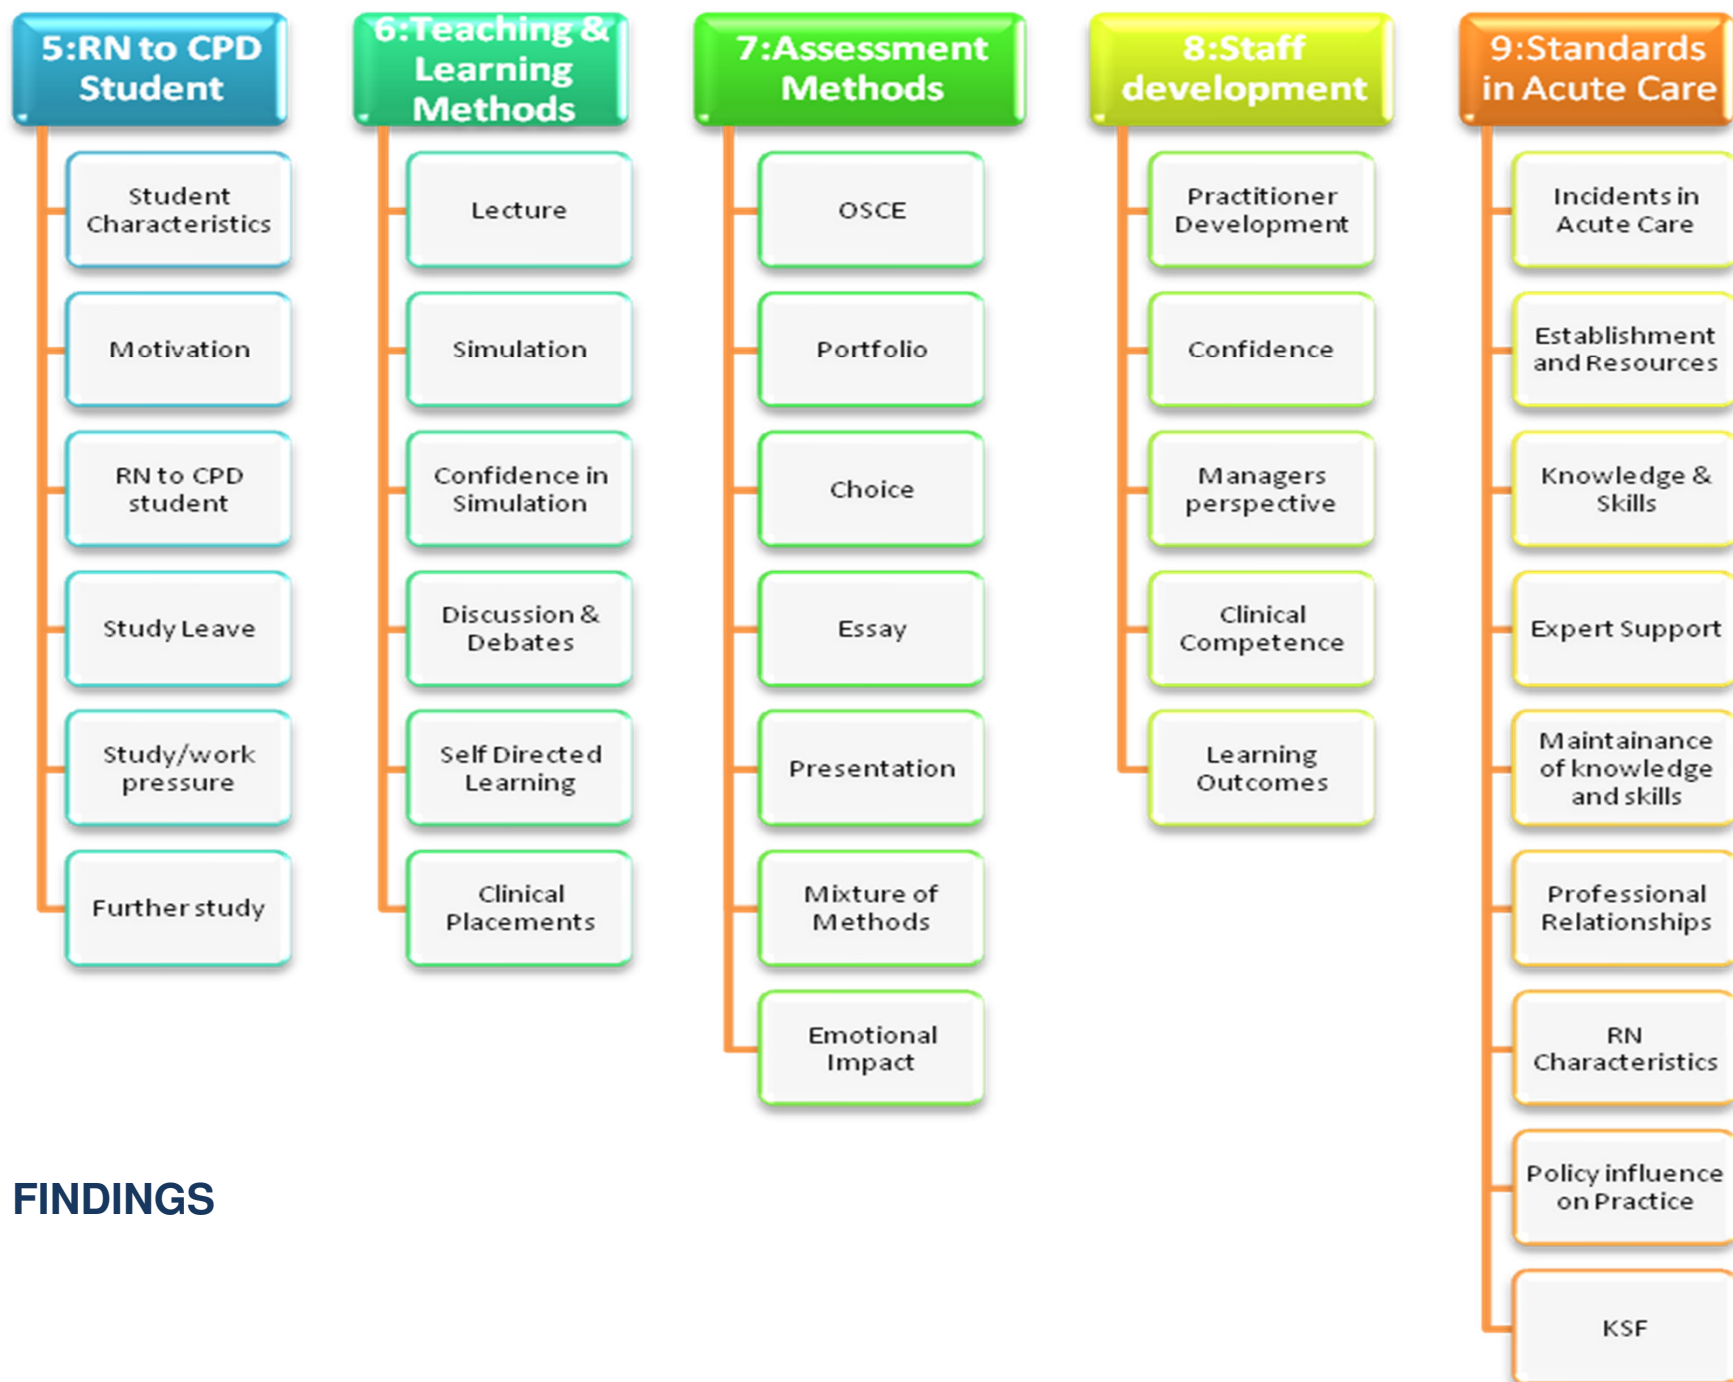 5:RN to CPD
Student
Student
Characteristics
Motivation
RN to CPD
student
Study Leave
Study/work
pressure
Further study
6:Teaching &
Learning
Methods
Lecture
Simulation
Confidence in
Simulation
Discussion &
Debates
Self Directed
Learning
Clinical
Placements
7:Assessment
Methods
OSCE
Portfolio
Choice
Essay
Presentation
Mixture of
Methods
Emotional
Impact
8:Staff
development
Practitioner
Development
Confidence
Managers
perspective
Clinical
Competence
Learning
Outcomes
9:Standards
in Acute Care
Incidents in
Acute Care
Establishment
and Resources
Knowledge &
Skills
Expert Support
Maintainance
of knowledge
and skills
Professional
Relationships
RN
Characteristics
Policy influence
on Practice
KSF
FINDINGS